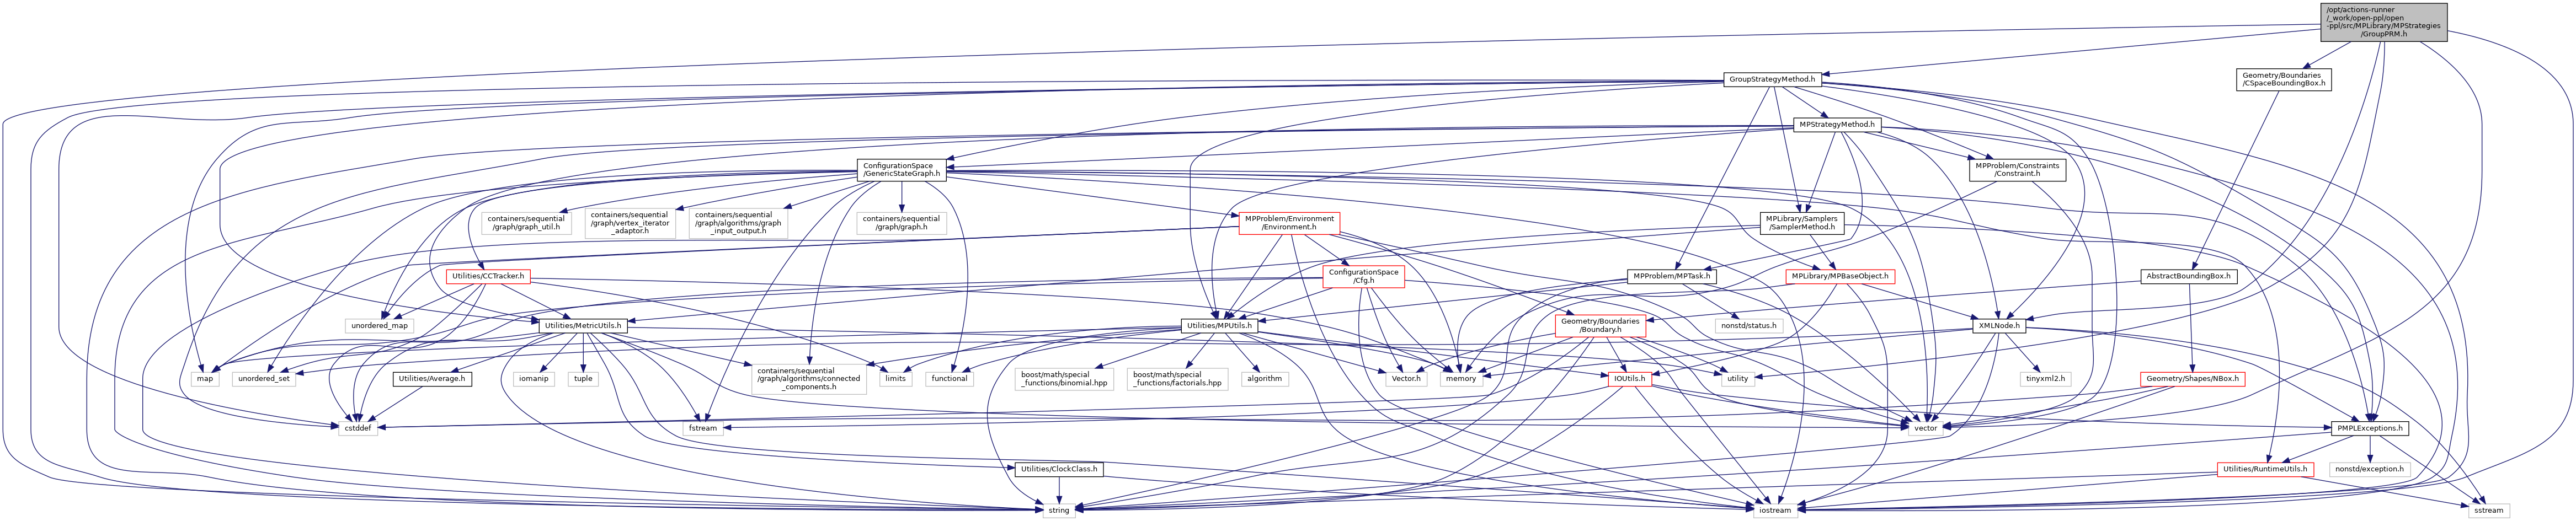 /opt/actions-runner
/_work/open-ppl/open
-ppl/src/MPLibrary/MPStrategies
/GroupPRM.h
GroupStrategyMethod.h
Geometry/Boundaries
/CSpaceBoundingBox.h
MPStrategyMethod.h
ConfigurationSpace
/GenericStateGraph.h
MPProblem/Constraints
/Constraint.h
containers/sequential
/graph/graph_util.h
containers/sequential
/graph/vertex_iterator
_adaptor.h
containers/sequential
/graph/algorithms/graph
_input_output.h
containers/sequential
/graph/graph.h
MPProblem/Environment
/Environment.h
MPLibrary/Samplers
/SamplerMethod.h
Utilities/CCTracker.h
ConfigurationSpace
/Cfg.h
MPProblem/MPTask.h
MPLibrary/MPBaseObject.h
AbstractBoundingBox.h
unordered_map
Utilities/MetricUtils.h
Utilities/MPUtils.h
Geometry/Boundaries
/Boundary.h
nonstd/status.h
XMLNode.h
map
unordered_set
Utilities/Average.h
iomanip
tuple
containers/sequential
/graph/algorithms/connected
_components.h
limits
functional
boost/math/special
_functions/binomial.hpp
boost/math/special
_functions/factorials.hpp
algorithm
Vector.h
memory
IOUtils.h
utility
tinyxml2.h
Geometry/Shapes/NBox.h
cstddef
fstream
vector
PMPLExceptions.h
Utilities/ClockClass.h
Utilities/RuntimeUtils.h
nonstd/exception.h
string
iostream
sstream